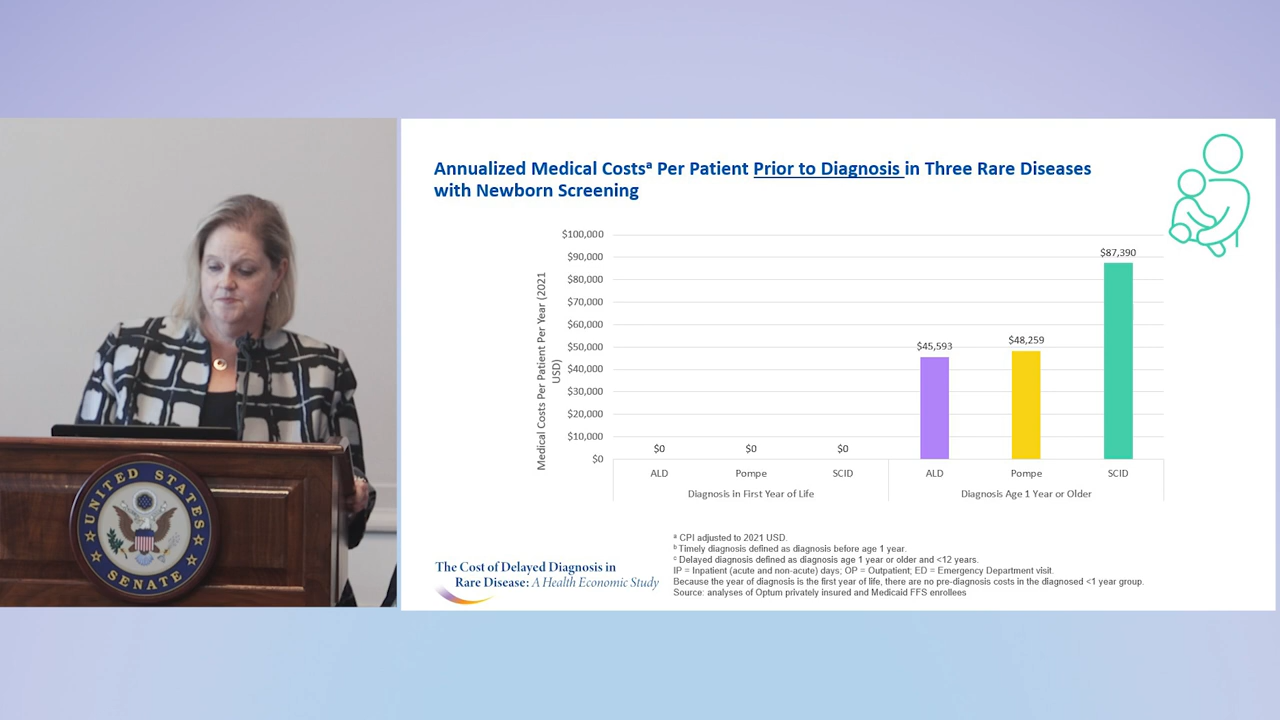 Annualized Medical Costsᵃ Per Patient Prior to Diagnosis in Three Rare Diseases
with Newborn Screening
Medical Costs Per Patient Per Year (2021
USD)
$100,000
$90,000
$80,000
$70,000
$60,000
$50,000
$40,000
$30,000
$20,000
$10,000
$0
$0
$0
$0
$45,593
$48,259
$87,390
ALD
Pompe
SCID
ALD
Pompe
SCID
Diagnosis in First Year of Life
Diagnosis Age 1 Year or Older
ᵃ CPI adjusted to 2021 USD.
ᵇ Timely diagnosis defined as diagnosis before age 1 year.
ᶜ Delayed diagnosis defined as diagnosis age 1 year or older and <12 years.
IP = Inpatient (acute and non-acute) days; OP = Outpatient; ED = Emergency Department visit.
Because the year of diagnosis is the first year of life, there are no pre-diagnosis costs in the diagnosed <1 year group.
Source: analyses of Optum privately insured and Medicaid FFS enrollees
The Cost of Delayed Diagnosis in
Rare Disease: A Health Economic Study
UNITED STATES
SENATE